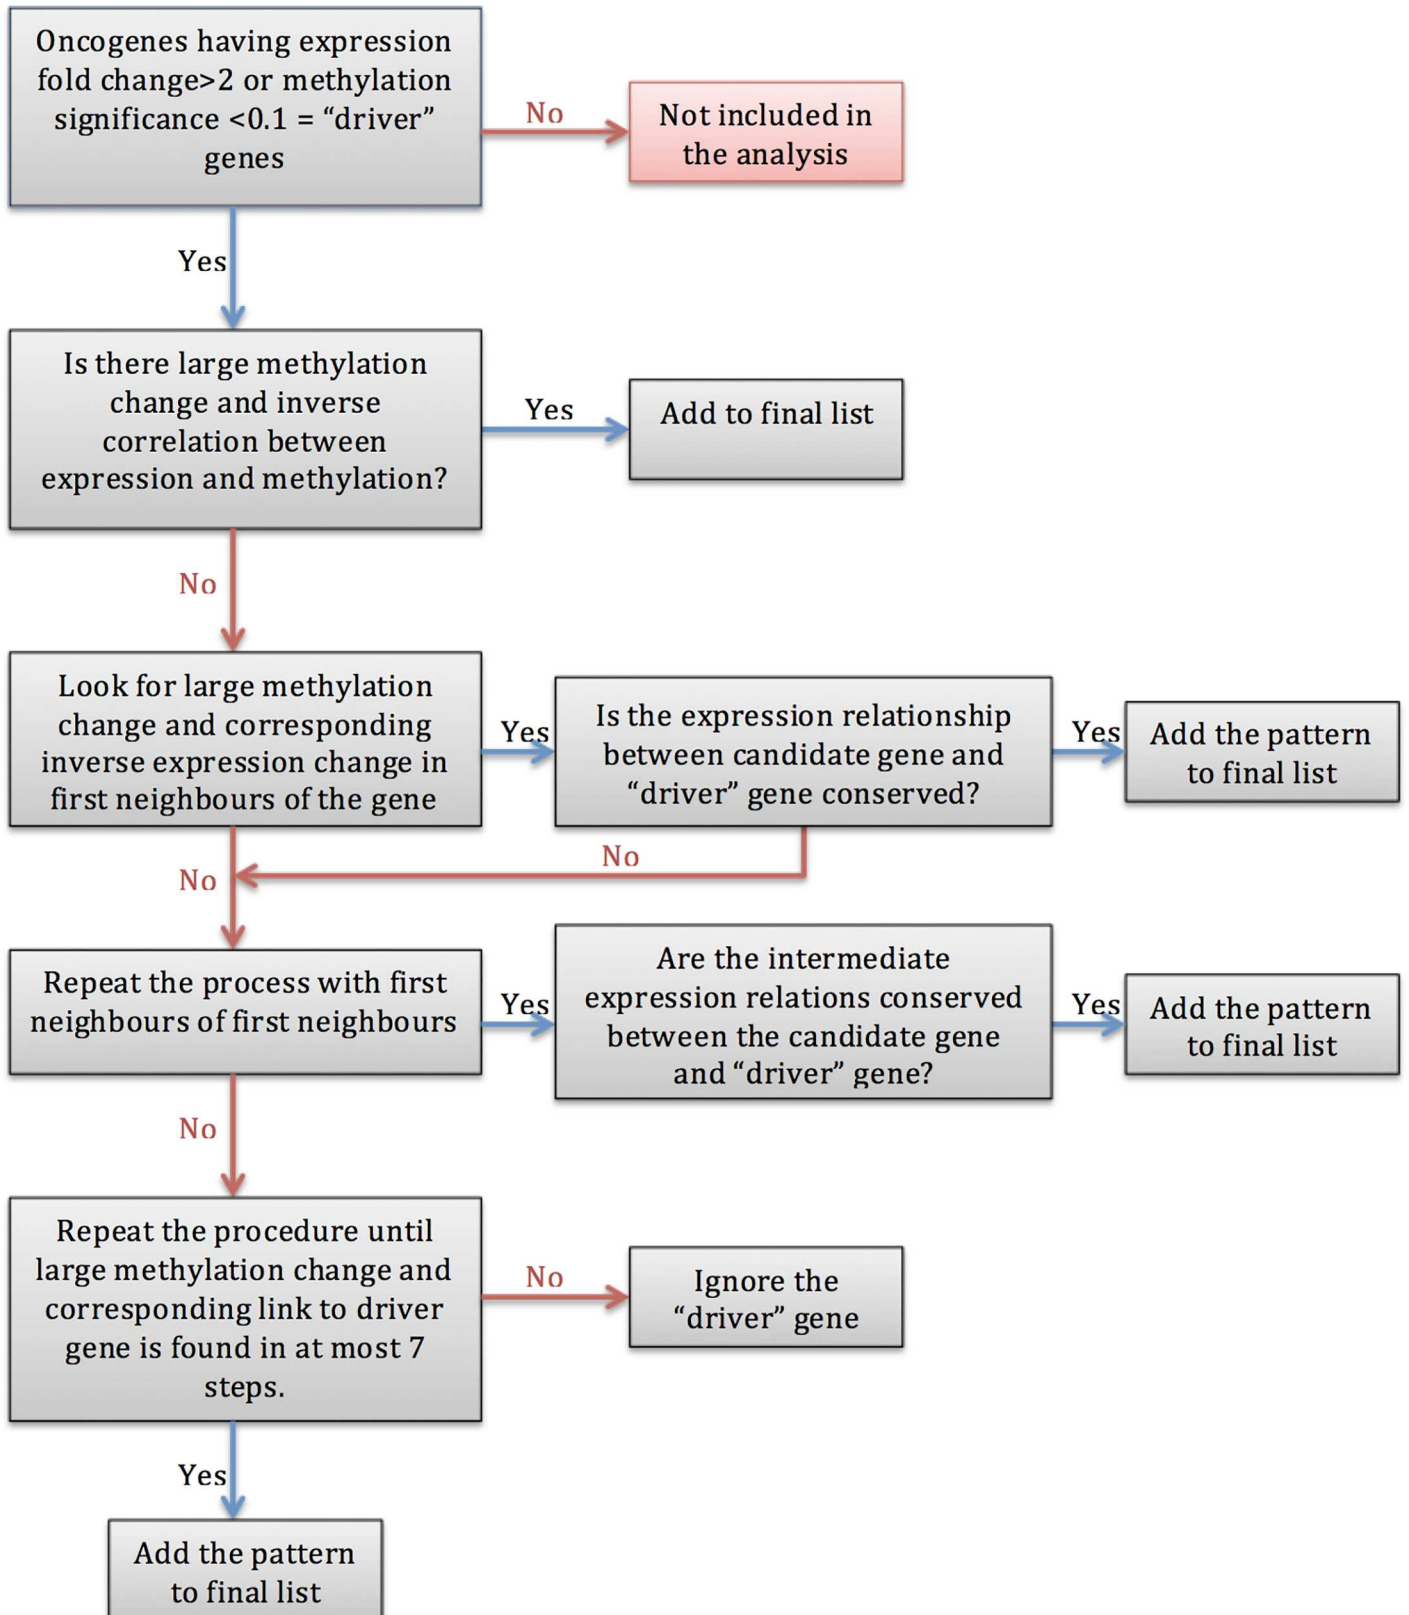 Oncogenes having expression
fold change>2 or methylation
significance <0.1 = “driver”
genes
No
Not included in
the analysis
Yes
Is there large methylation
change and inverse
correlation between
expression and methylation?
Yes
Add to final list
No
Look for large methylation
change and corresponding
inverse expression change in
first neighbours of the gene
Yes
Is the expression relationship
between candidate gene and
“driver” gene conserved?
Yes
Add the pattern
to final list
No
No
Repeat the process with first
neighbours of first neighbours
Yes
Are the intermediate
expression relations conserved
between the candidate gene
and “driver” gene?
Yes
Add the pattern
to final list
No
Repeat the procedure until
large methylation change and
corresponding link to driver
gene is found in at most 7
steps.
No
Ignore the
“driver” gene
Yes
Add the pattern
to final list